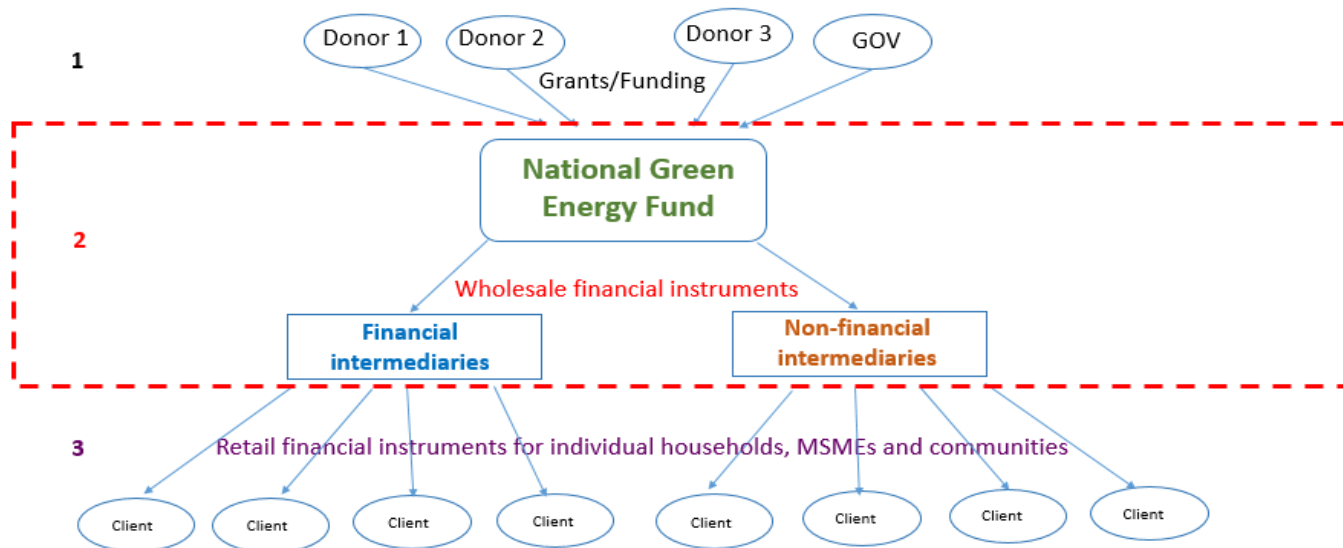 Donor 1
Donor 2
Donor 3
GOV
1
Grants/Funding
National Green
Energy Fund
2
Wholesale financial instruments
Financial
intermediaries
Non-financial
intermediaries
3
Retail financial instruments for individual households, MSMEs and communities
Client
Client
Client
Client
Client
Client
Client
Client